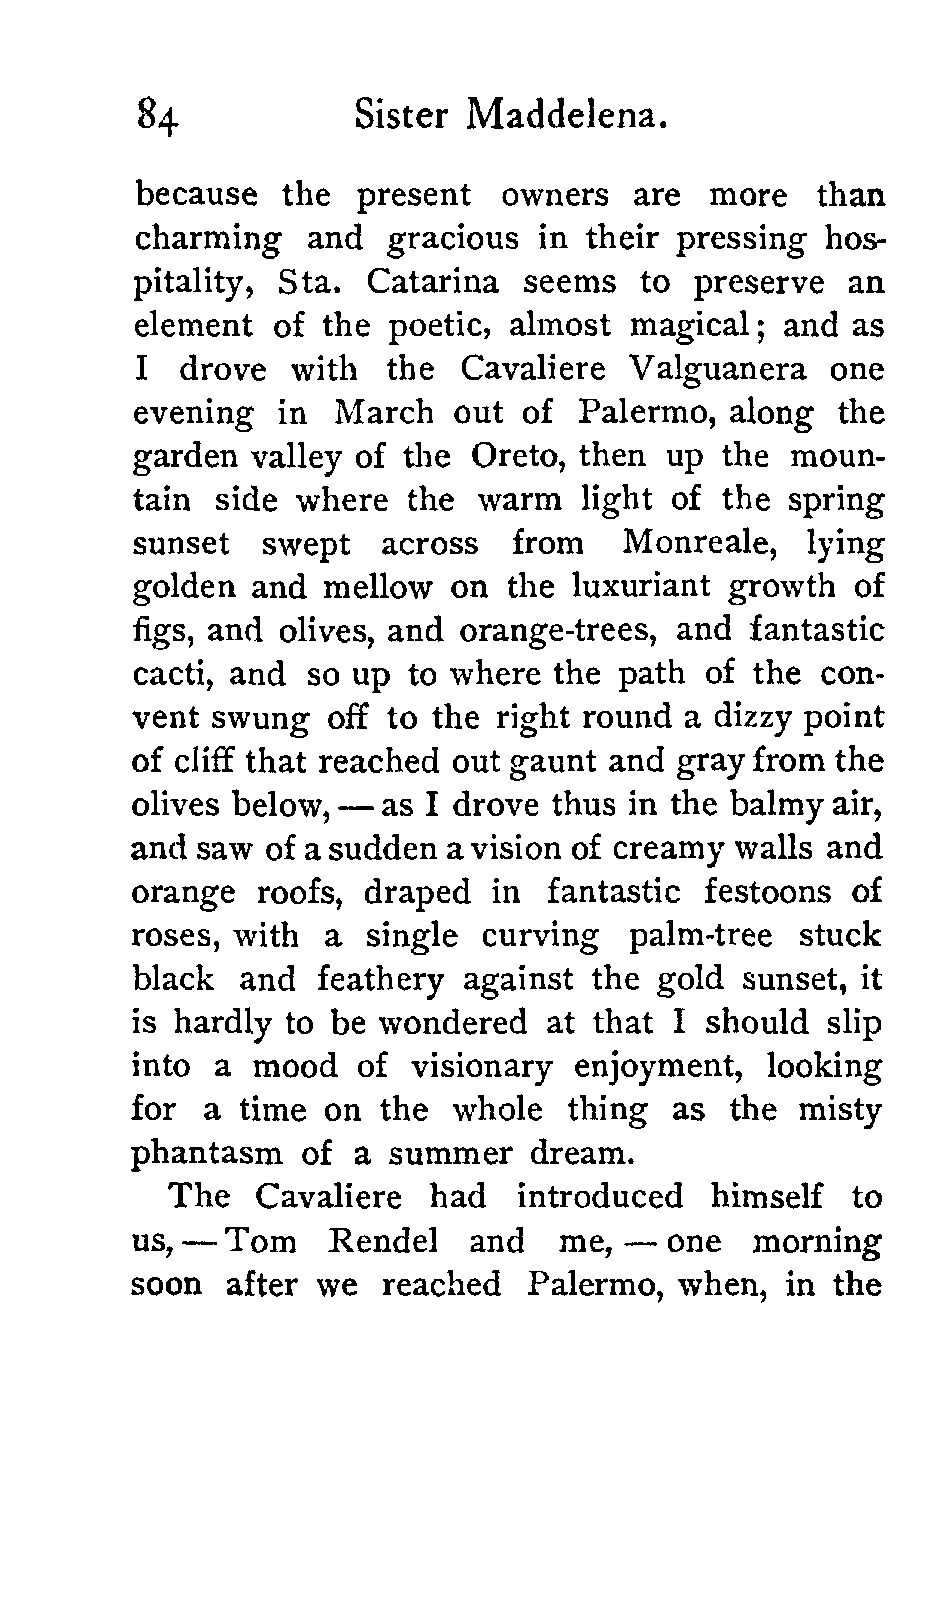 84 Sister Maddelena.
because the present owners are more than
charming and gracious in their pressing hos-
pitality, Sta. Catarina seems to preserve an
element of the poetic, almost magical; and as
I drove with the Cavaliere Valguanera one
evening in March out of Palermo, along the
garden valley of the Oreto, then up the moun-
tain side where the warm light of the spring
sunset swept across from Monreale, lying
golden and mellow on the luxuriant growth of
figs, and olives, and orange-trees, and fantastic
cacti, and so up to where the path of the con-
vent swung off to the right round a dizzy point
of cliff that reached out gaunt and gray from the
olives below, — as I drove thus in the balmy air,
and saw of a sudden a vision of creamy walls and
orange roofs, draped in fantastic festoons of
roses, with a single curving palm-tree stuck
black and feathery against the gold sunset, it
is hardly to be wondered at that I should slip
into a mood of visionary enjoyment, looking
for a time on the whole thing as the misty
phantasm of a summer dream.
The Cavaliere had introduced himself to
us, — Tom Rendel and me, — one morning
soon after we reached Palermo, when, in the